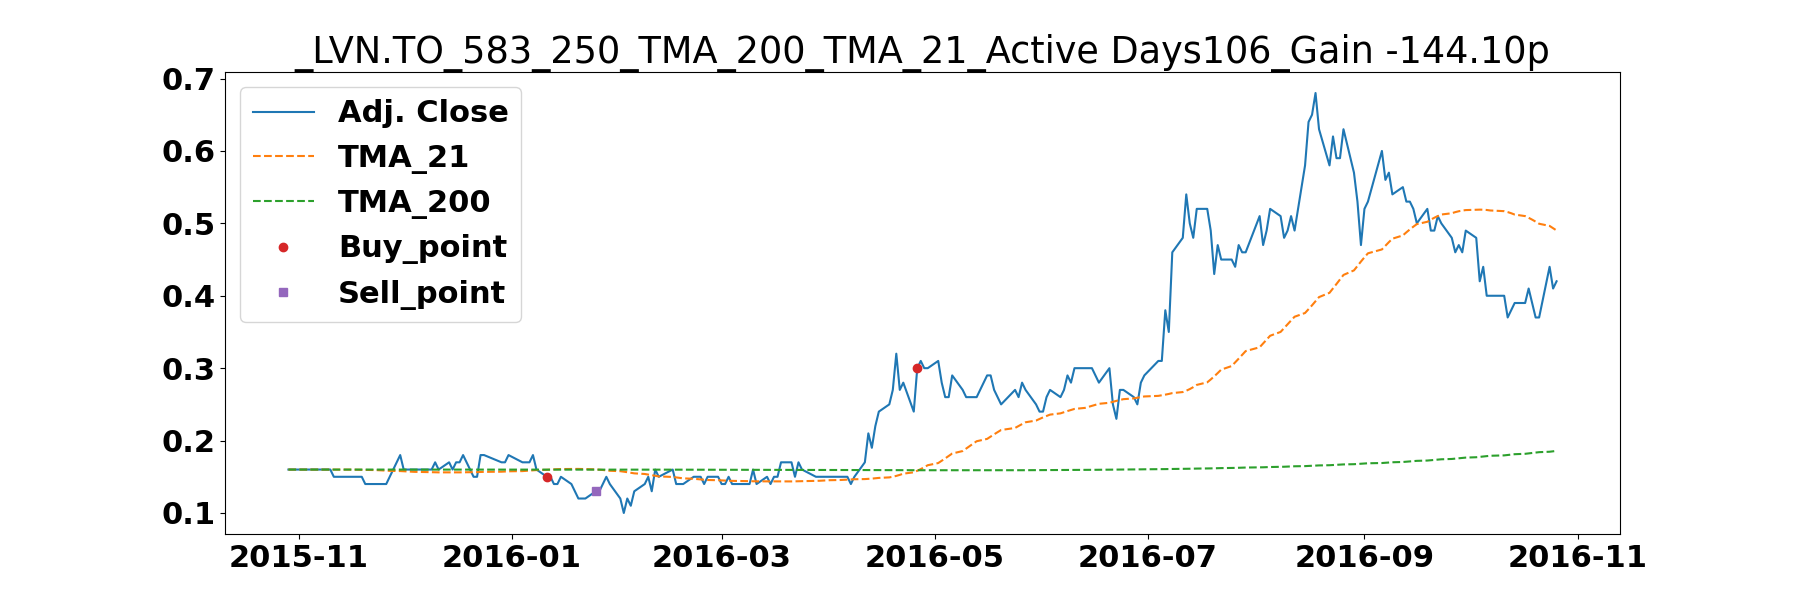 _LVN.TO_583_250_TMA_200_TMA_21_Active Days106_Gain -144.10p
0.7
0.6
0.5
0.4
0.3
0.2
0.1
Adj. Close
TMA_21
TMA_200
Buy_point
Sell_point
2015-11 2016-01 2016-03 2016-05 2016-07 2016-09 2016-11